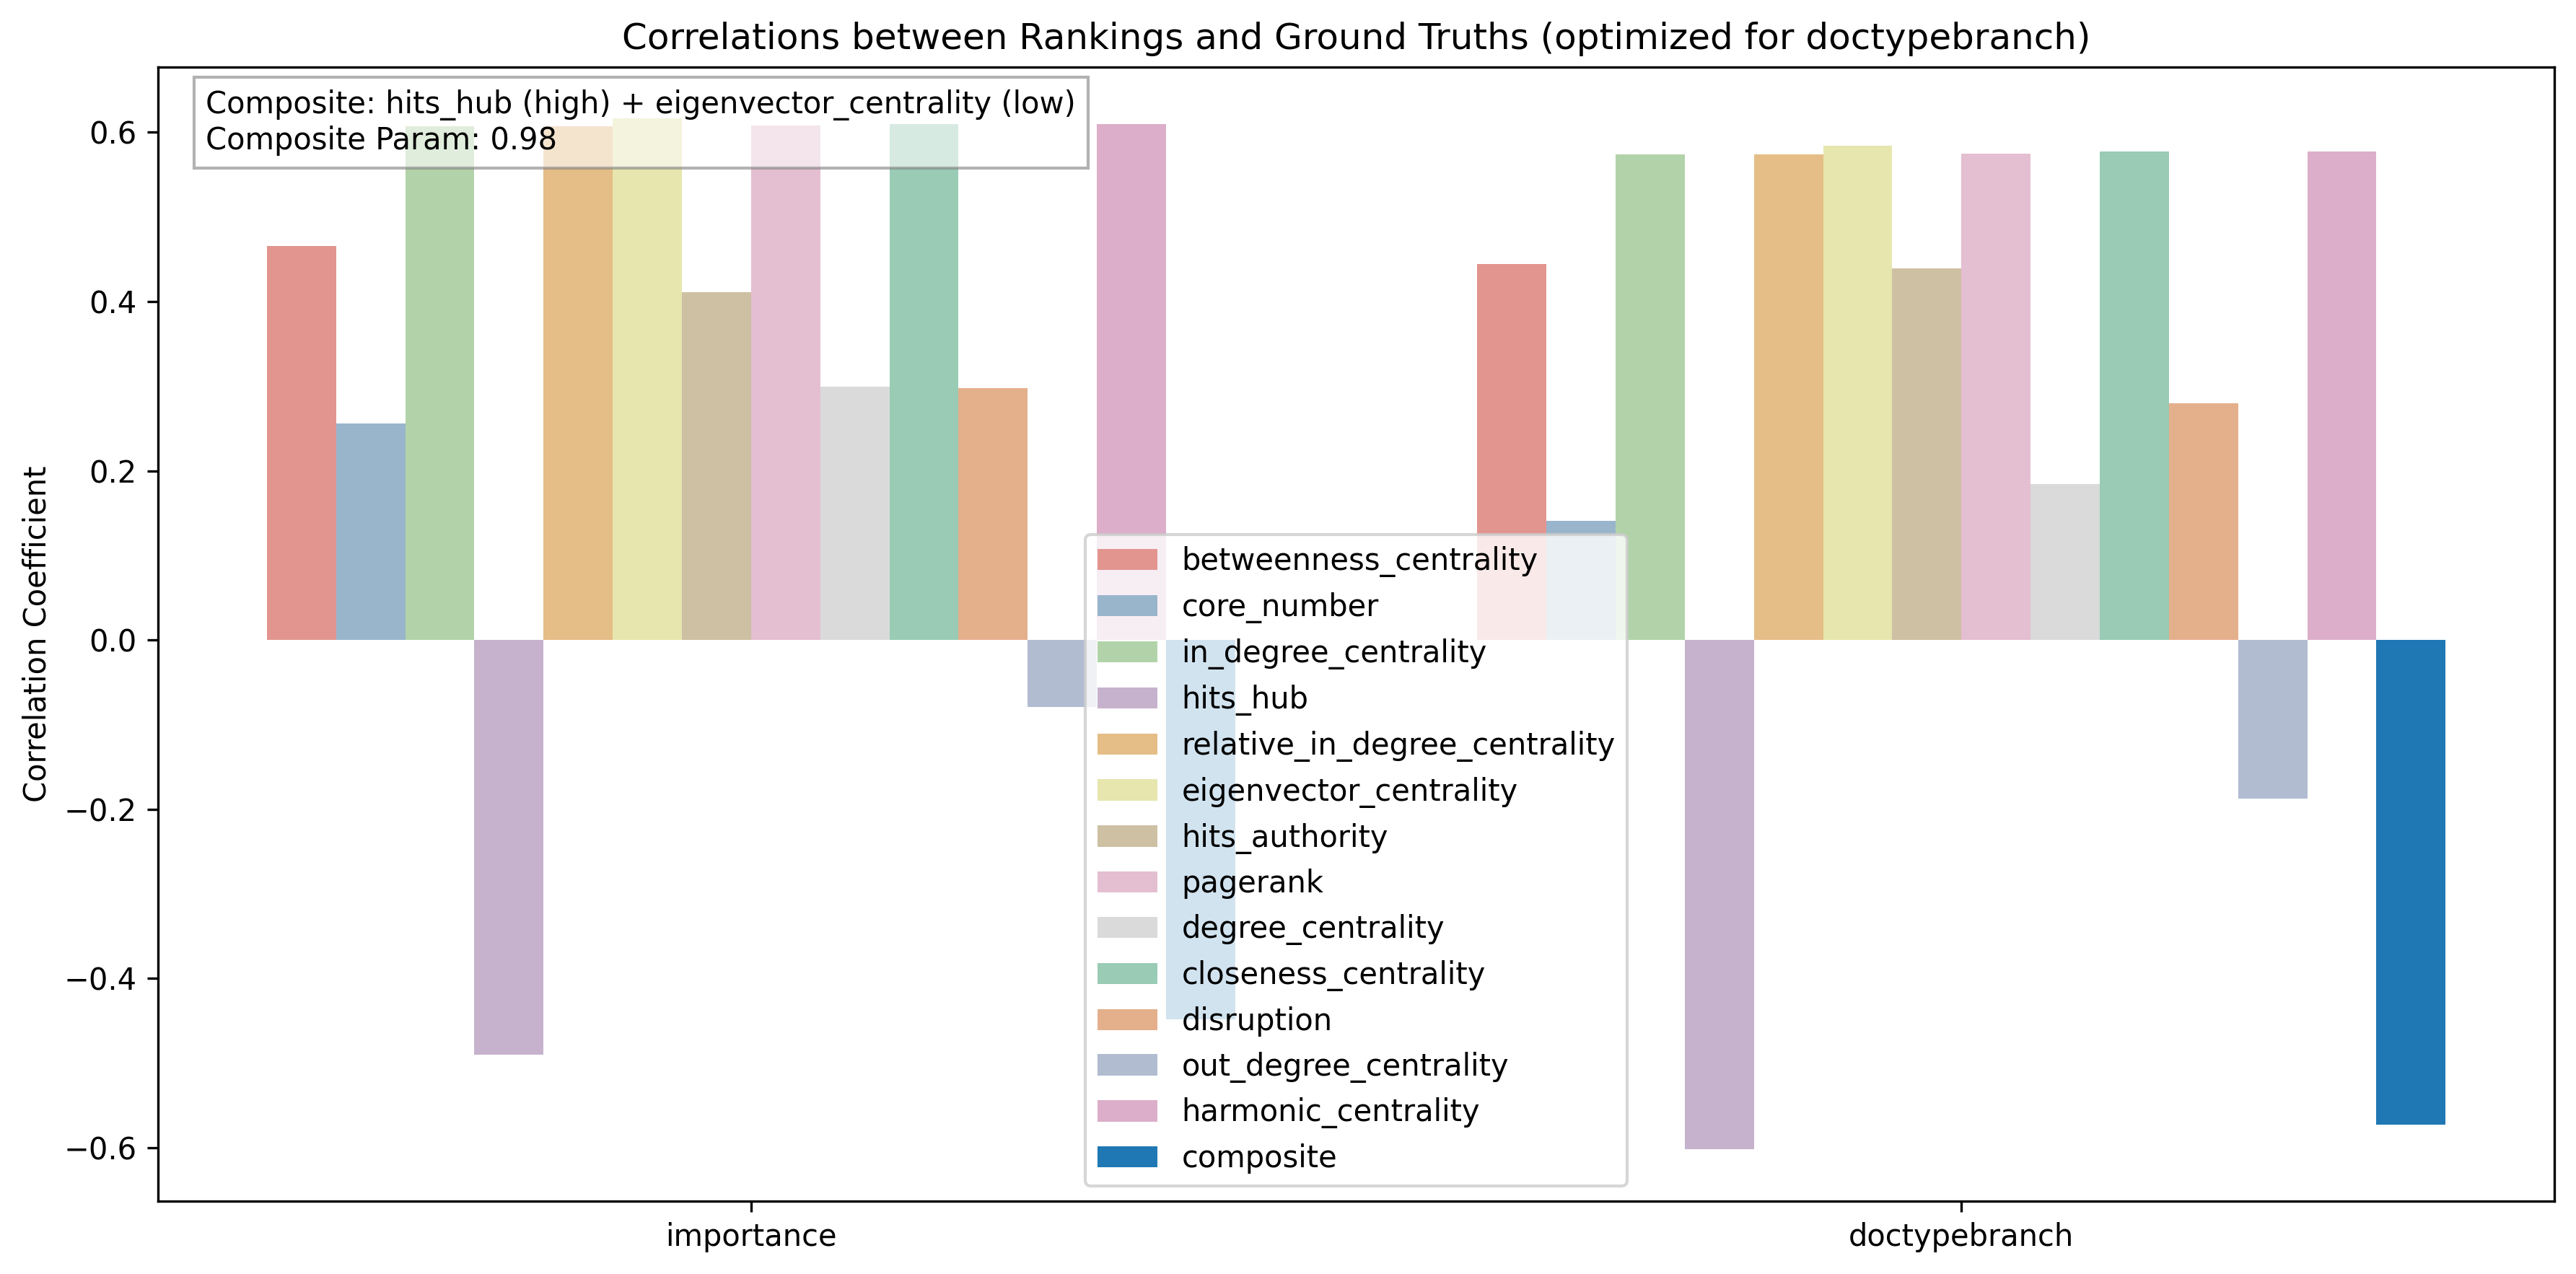 Correlations between Rankings and Ground Truths (optimized for doctypebranch)
Composite: hits_hub (high) + eigenvector_centrality (low)
Composite Param: 0.98
Correlation Coefficient
0.6
0.4
0.2
0.0
−0.2
−0.4
−0.6
betweenness_centrality
core_number
in_degree_centrality
hits_hub
relative_in_degree_centrality
eigenvector_centrality
hits_authority
pagerank
degree_centrality
closeness_centrality
disruption
out_degree_centrality
harmonic_centrality
composite
importance
doctypebranch